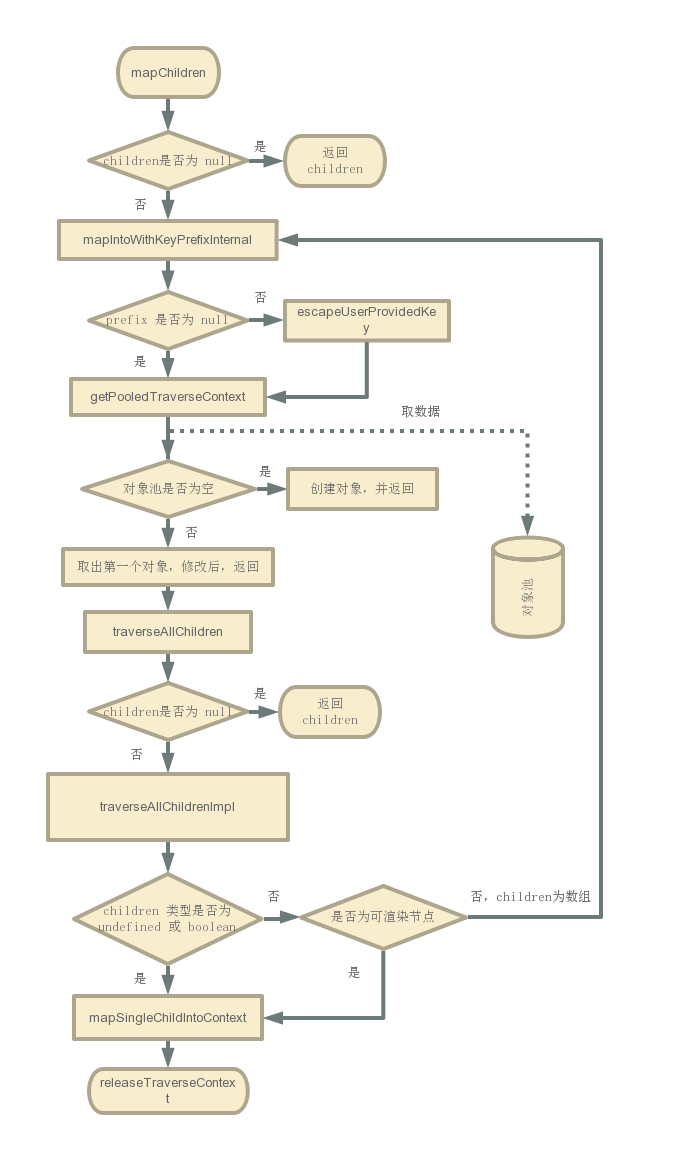 mapChildren
children是否为 null
是
返回
children
否
mapIntoWithKeyPrefixInternal
prefix 是否为 null
否
escapeUserProvidedKe
y
是
getPooledTraverseContext
取数据
对象池是否为空
是
创建对象，并返回
否
取出第一个对象，修改后，返回
对象池
traverseAllChildren
children是否为 null
是
返回
children
否
traverseAllChildrenImpl
children 类型是否为
undefined 或 boolean
否
是否为可渲染节点
否，children为数组
是
是
mapSingleChildIntoContext
releaseTraverseContex
t